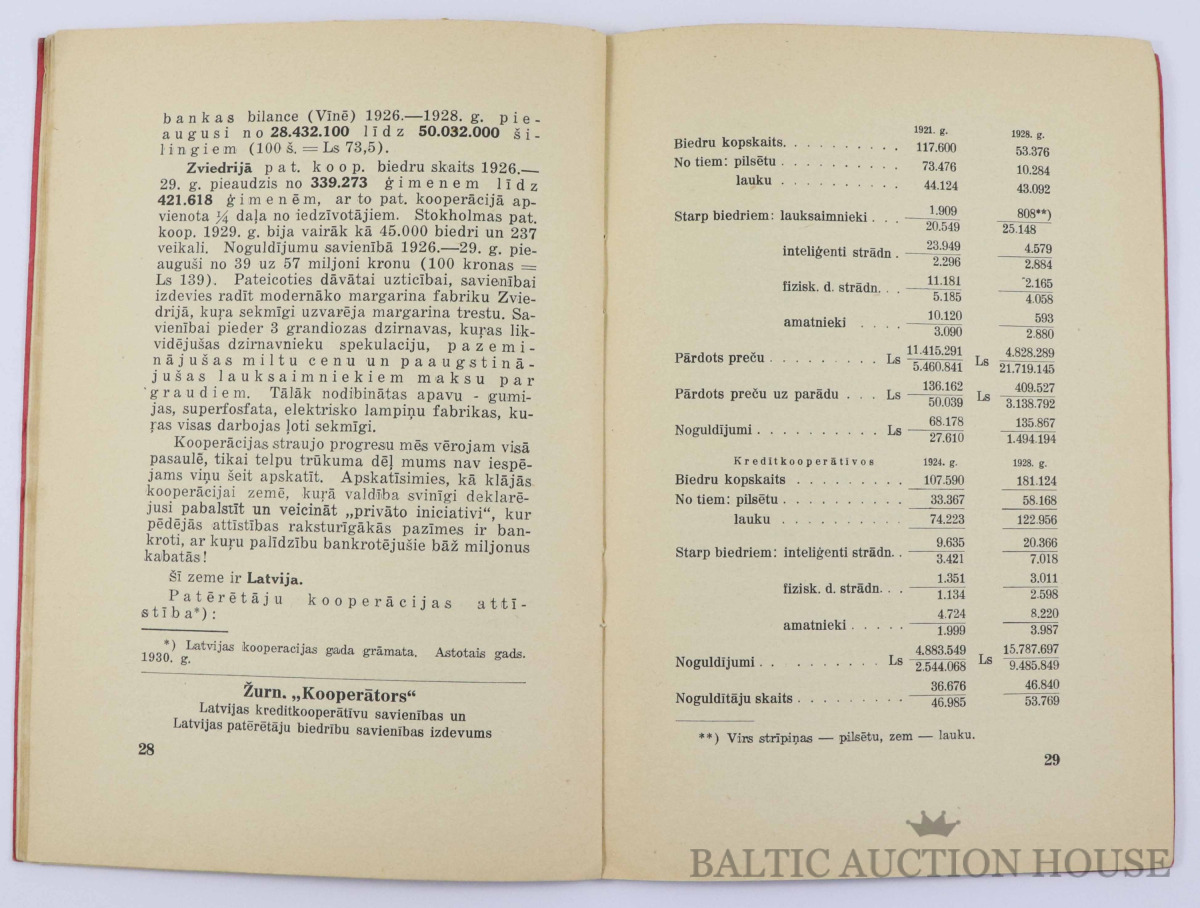 bankas bilance (Vīnē) 1926.—1928. g. pie-
augusi no 28.432.100 līdz 50.032.000 ši-
lingiem (100 š. = Ls 73,5).
Zviedrijā pat. koop. biedru skaits 1926.—
29. g. pieaudzis no 339.273 ģimenem līdz
421.618 ģimenēm, ar to pat. kooperācijā ap-
vienota ¼ daļa no iedzīvotājiem. Stokholmas pat.
koop. 1929. g. bija vairāk kā 45.000 biedri un 237
veikali. Noguldījumu savienībā 1926.—29. g. pie-
auguši no 39 uz 57 miljoni kronu (100 kronas =
Ls 139). Pateicoties dāvātai uzticībai, savienībai
izdevies radīt modernāko margarina fabriku Zvie-
drijā, kuŗa sekmīgi uzvarēja margarina trestu. Sa-
vienībai pieder 3 grandiozas dzirnavas, kuŗas lik-
vidējušas dzirnavnieku spekulaciju, pazemi-
nājušas miltu cenu un paaugstinā-
jušas lauksaimniekiem maksu par
graudiem. Tālāk nodibinātas apavu - gumi-
jas, superfosfata, elektrisko lampiņu fabrikas, ku-
ŗas visas darbojas ļoti sekmīgi.
Kooperācijas straujo progresu mēs vērojam visā
pasaulē, tikai telpu trūkuma dēļ mums nav iespē-
jams viņu šeit apskatīt. Apskatīsimies, kā klājās
kooperācijai zemē, kuŗā valdība svinīgi deklarē-
jusi pabalstīt un veicināt „privāto iniciativi“, kur
pēdējās attīstības raksturīgākās pazīmes ir ban-
kroti, ar kuŗu palīdzību bankrotējušie bāž miljonus
kabatās!
Šī zeme ir Latvija.
Patērētāju kooperācijas attī-
stība*):
*) Latvijas kooperacijas gada grāmata. Astotais gads.
1930. g.
Žurn. „Kooperātors“
Latvijas kreditkooperātīvu savienības un
Latvijas patērētāju biedrību savienības izdevums
28
1921. g. 1928. g.
Biedru kopskaits. . . . . . . . . . 117.600 53.376
No tiem: pilsētu . . . . . . . . . . 73.476 10.284
lauku . . . . . . . . . . 44.124 43.092
Starp biedriem: lauksaimnieki . . . 1.909 808**)
20.549 25.148
inteliģenti strādn . 23.949 4.579
2.296 2.884
fizisk. d. strādn. . . 11.181 2.165
5.185 4.058
amatnieki . . . . 10.120 593
3.090 2.880
Pārdots preču . . . . . . . . . Ls 11.415.291 Ls 4.828.289
5.460.841 21.719.145
Pārdots preču uz parādu . . . Ls 136.162 Ls 409.527
50.039 3.138.792
Noguldījumi . . . . . . . . . . Ls 68.178 135.867
27.610 1.494.194
Kredītkooperātīvos 1924. g. 1928. g.
Biedru kopskaits . . . . . . . . . 107.590 181.124
No tiem: pilsētu . . . . . . . . . . 33.367 58.168
lauku . . . . . . . . . . 74.223 122.956
Starp biedriem: inteliģenti strādn. . 9.635 20.366
3.421 7.018
fizisk. d. strādn. . . 1.351 3.011
1.134 2.598
amatnieki . . . . . 4.724 8.220
1.999 3.987
Noguldījumi . . . . . . . . . . Ls 4.883.549 Ls 15.787.697
2.544.068 9.485.849
Noguldītāju skaits . . . . . . . . . 36.676 46.840
46.985 53.769
**) Virs strīpiņas — pilsētu, zem — lauku.
29
BALTIC AUCTION HOUSE